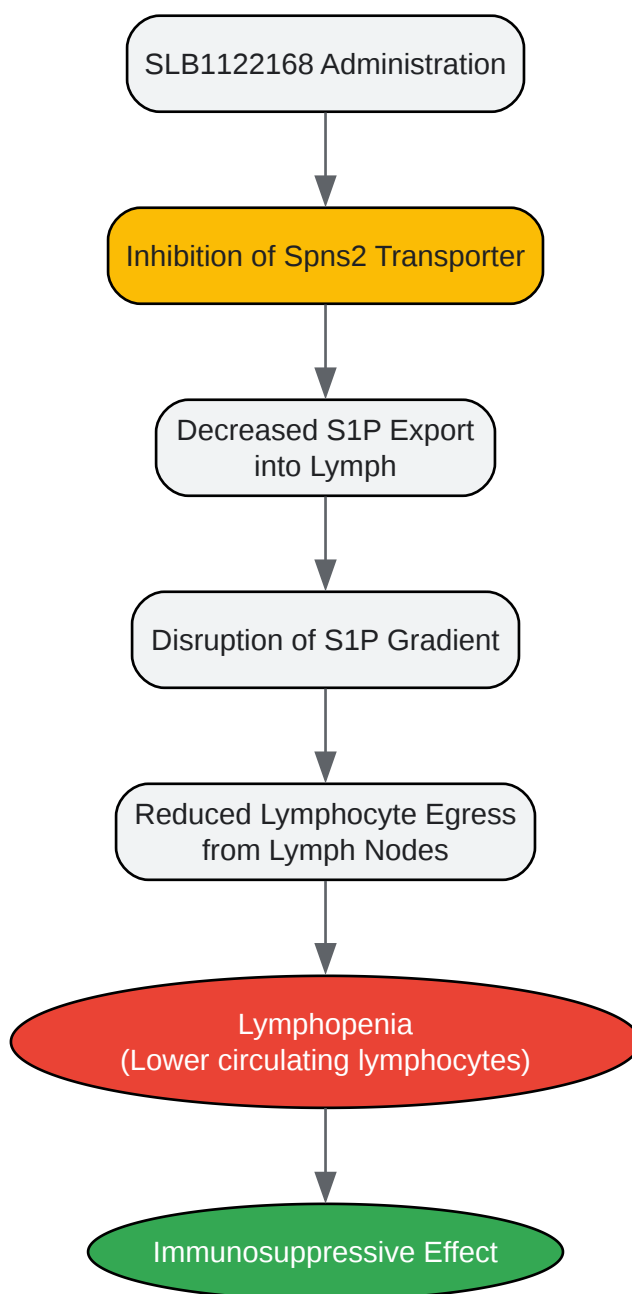 SLB1122168 Administration
Inhibition of Spns2 Transporter
Decreased S1P Export
into Lymph
Disruption of S1P Gradient
Reduced Lymphocyte Egress
from Lymph Nodes
Lymphopenia
(Lower circulating lymphocytes)
Immunosuppressive Effect